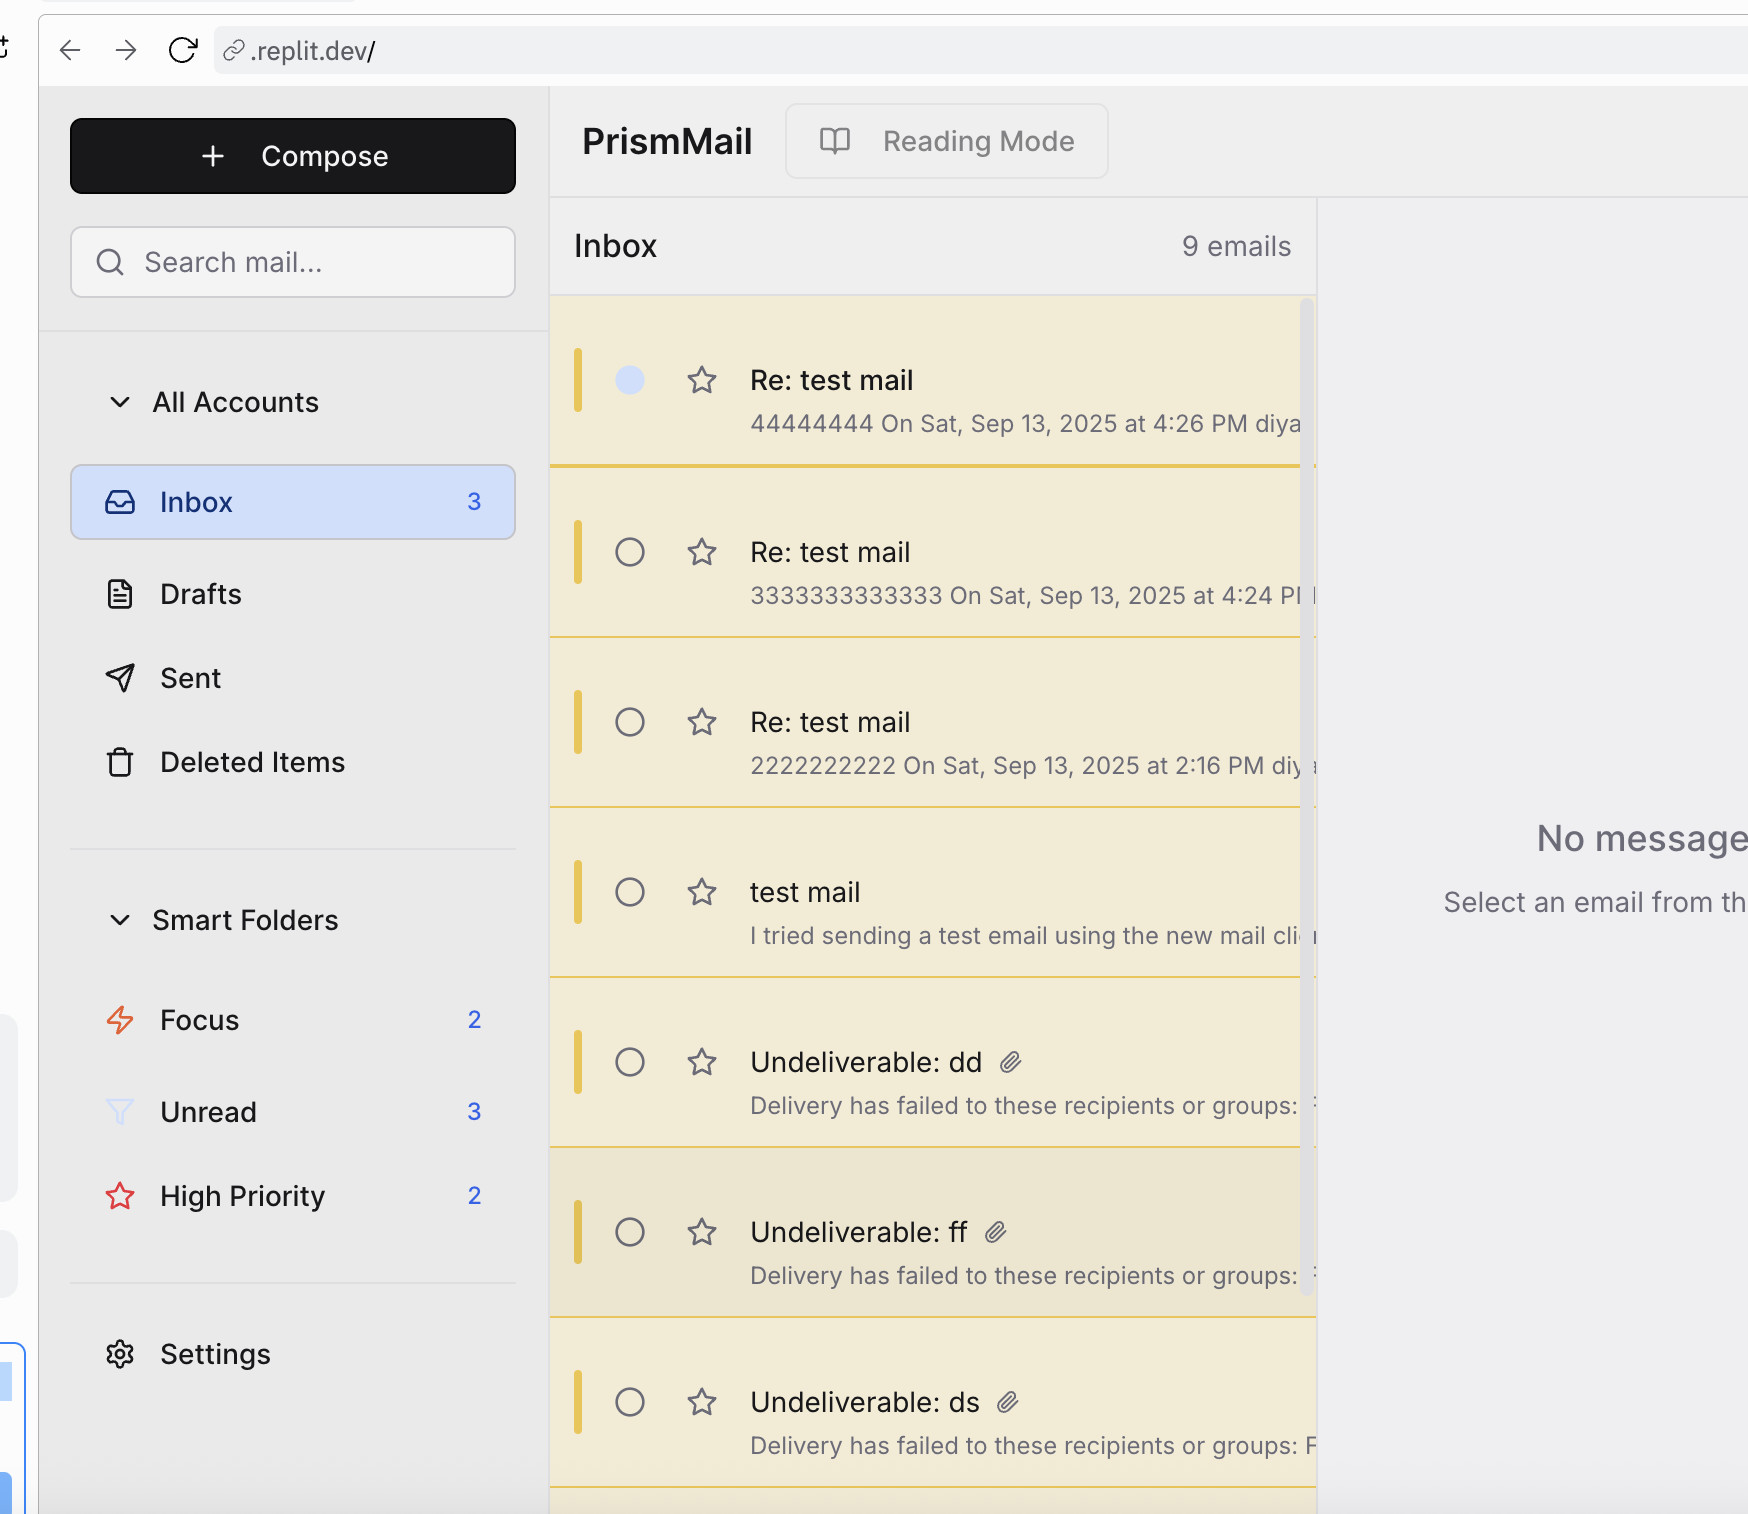 .replit.dev/
Compose
Search mail...
All Accounts
Inbox 3
Drafts
Sent
Deleted Items
Smart Folders
Focus 2
Unread 3
High Priority 2
Settings
PrismMail
Reading Mode
Inbox
9 emails
Re: test mail
44444444 On Sat, Sep 13, 2025 at 4:26 PM diya
Re: test mail
3333333333333 On Sat, Sep 13, 2025 at 4:24 PM
Re: test mail
2222222222 On Sat, Sep 13, 2025 at 2:16 PM diya
test mail
I tried sending a test email using the new mail
Undeliverable: dd
Delivery has failed to these recipients or groups: F
Undeliverable: ff
Delivery has failed to these recipients or groups: F
Undeliverable: ds
Delivery has failed to these recipients or groups: F
No message
Select an email from th